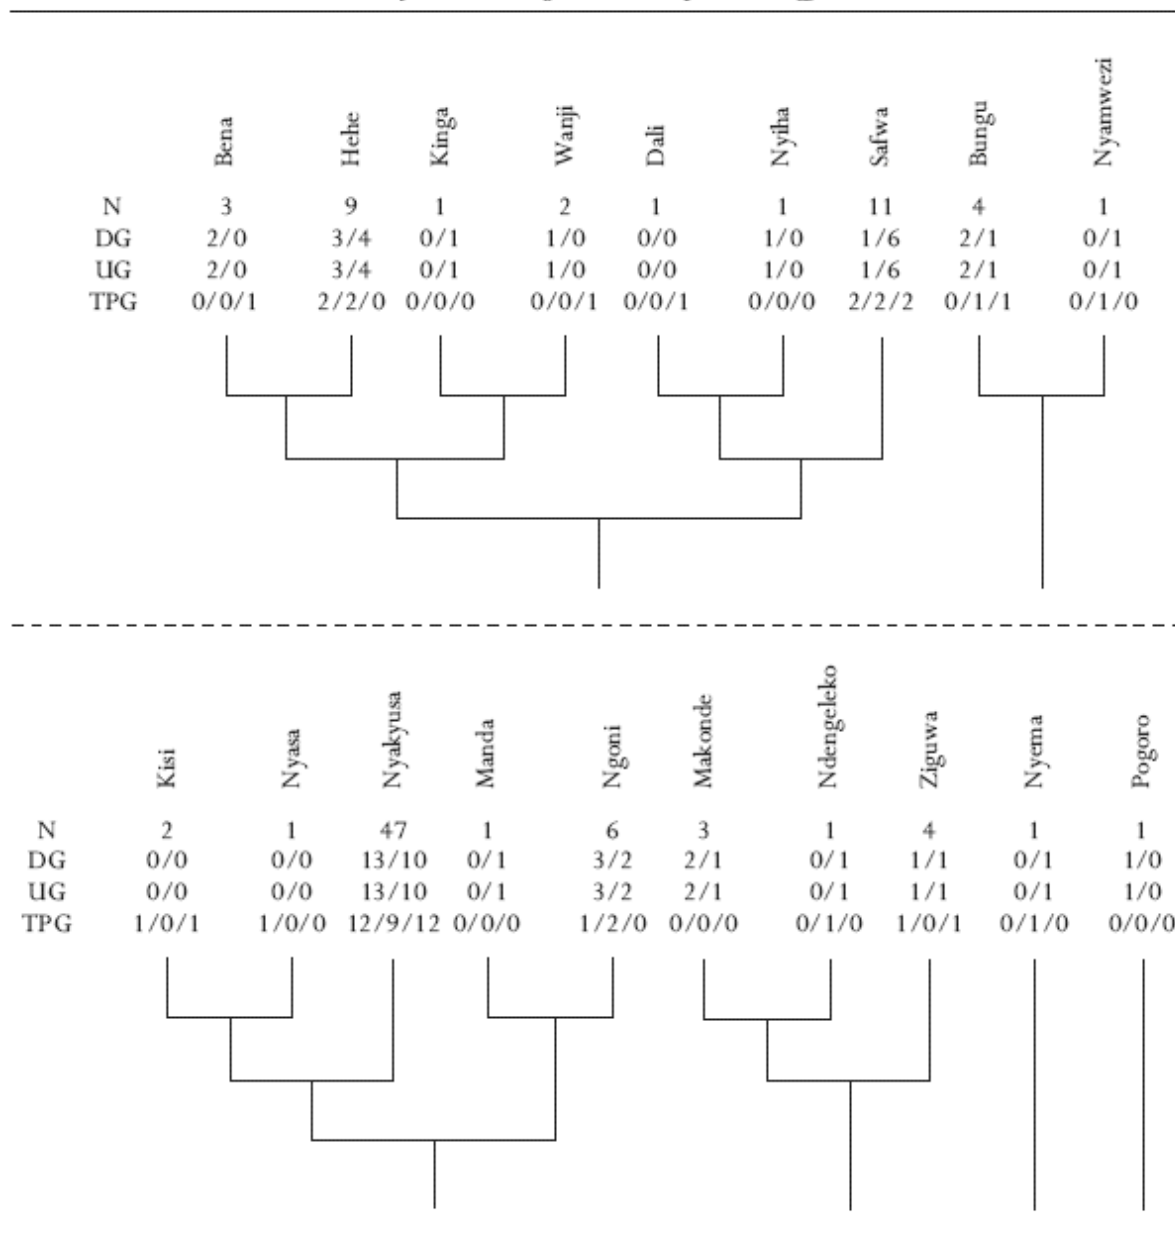 Bena Hehe Kinga Wanji Dali Nyiha Safwa Bungu Nyamwezi
N 3 9 1 2 1 1 11 4 1
DG 2/0 3/4 0/1 1/0 0/0 1/0 1/6 2/1 0/1
UG 2/0 3/4 0/1 1/0 0/0 1/0 1/6 2/1 0/1
TPG 0/0/1 2/2/0 0/0/0 0/0/1 0/0/1 0/0/0 2/2/2 0/1/1 0/1/0
Kisi Nyasa Nyakyusa Manda Ngoni Makonde Ndengeleko Ziguwa Nyema Pogoro
N 2 1 47 1 6 3 1 4 1 1
DG 0/0 0/0 13/10 0/1 3/2 2/1 0/1 1/1 0/1 1/0
UG 0/0 0/0 13/10 0/1 3/2 2/1 0/1 1/1 0/1 1/0
TPG 1/0/1 1/0/0 12/9/12 0/0/0 1/2/0 0/0/0 0/1/0 1/0/1 0/1/0 0/0/0